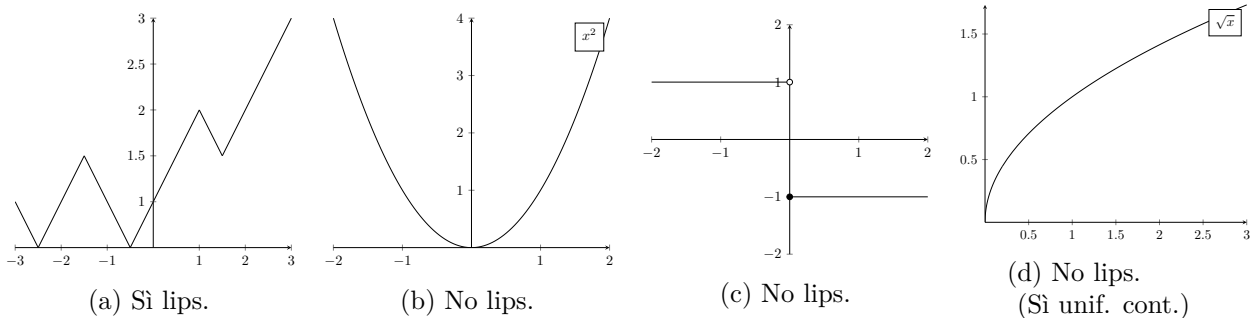 3
2.5
2
1.5
1
−3 −2 −1 1 2 3
(a) Sì lips.
4
x²
3
2
1
−2 −1 1 2
(b) No lips.
2
1
−2 −1 1 2
−1
−2
(c) No lips.
√x
1.5
1
0.5
0.5 1 1.5 2 2.5 3
(d) No lips.
(Sì unif. cont.)